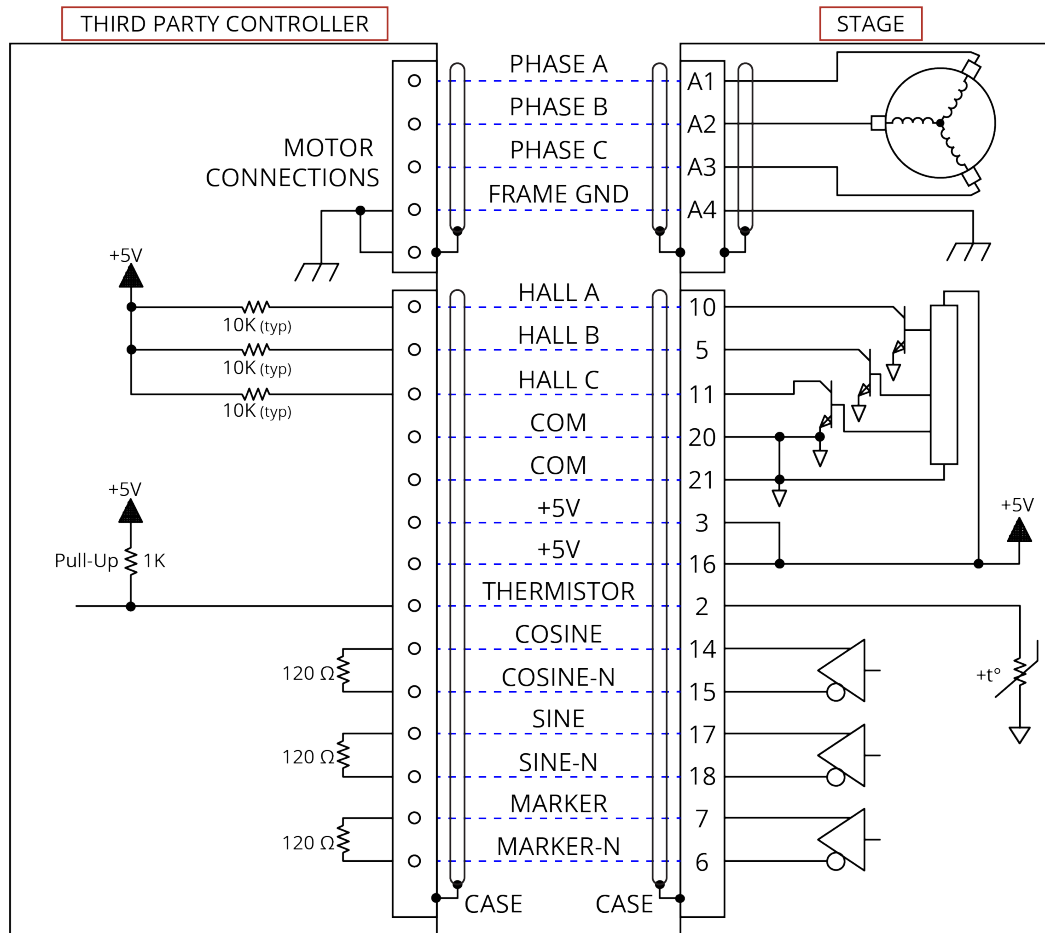 THIRD PARTY CONTROLLER
STAGE
PHASE A
A1
PHASE B
A2
MOTOR
CONNECTIONS
PHASE C
A3
FRAME GND
A4
+5V
10K (typ)
10K (typ)
10K (typ)
HALL A
10
HALL B
5
HALL C
11
COM
20
COM
21
+5V
3
+5V
16
+5V
+5V
Pull-Up
1K
THERMISTOR
2
COSINE
14
120 Ω
COSINE-N
15
+t°
SINE
17
120 Ω
SINE-N
18
MARKER
7
120 Ω
MARKER-N
6
CASE
CASE